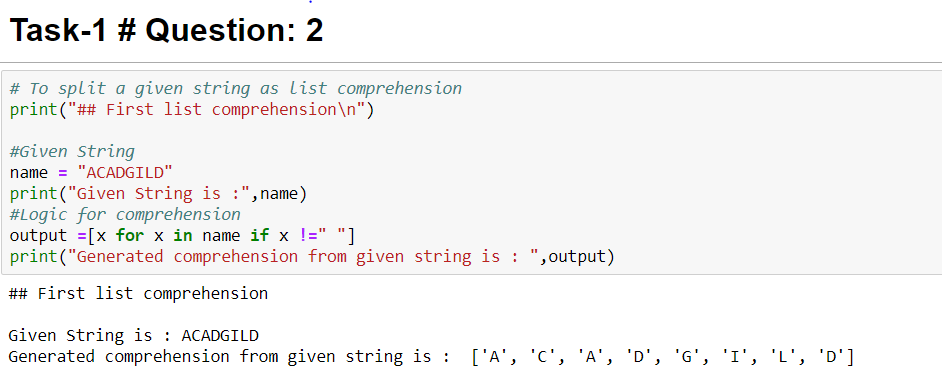 Task-1 # Question: 2
# To split a given string as list comprehension
print("## First list comprehension\n")
#Given String
name = "ACADGILD"
print("Given String is :",name)
#Logic for comprehension
output =[x for x in name if x !=" "]
print("Generated comprehension from given string is : ",output)
## First list comprehension
Given String is : ACADGILD
Generated comprehension from given string is :  ['A', 'C', 'A', 'D', 'G', 'I', 'L', 'D']